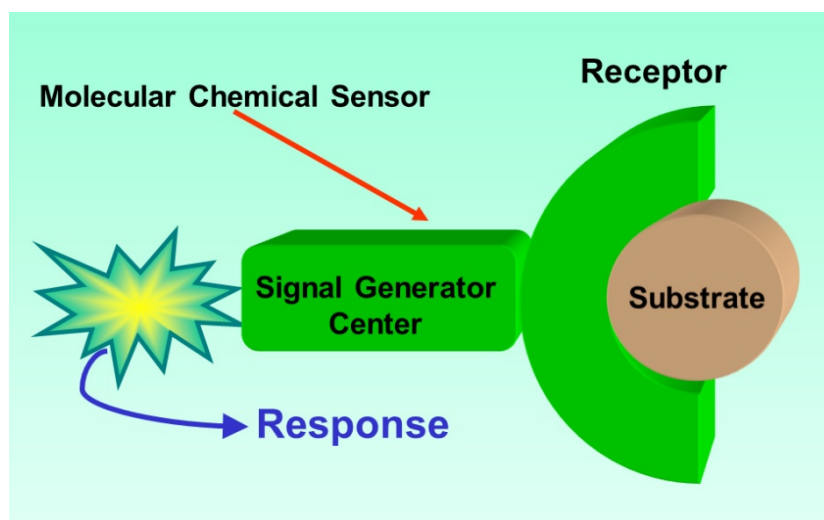 Receptor
Molecular Chemical Sensor
Signal Generator
Center
Substrate
Response